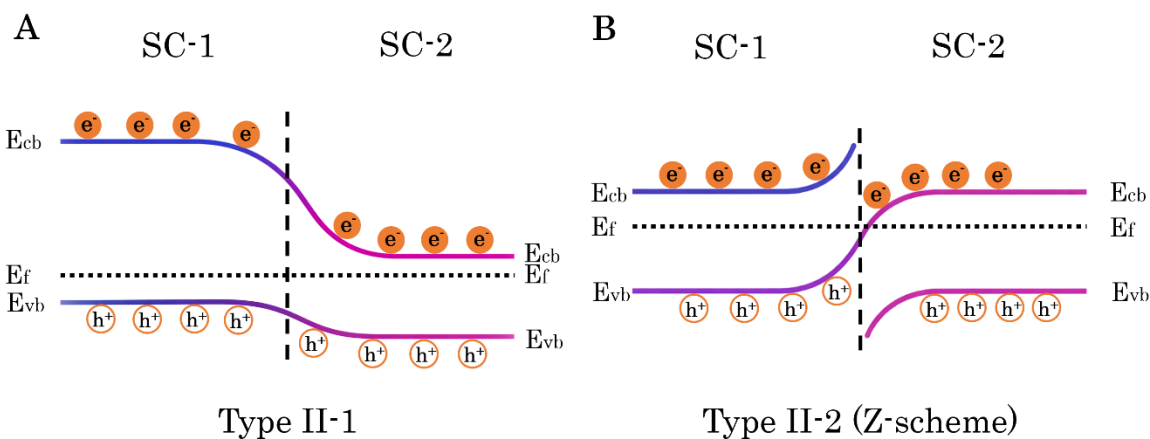 A
SC-1 SC-2
e⁻ e⁻ e⁻ e⁻
Ecb
e⁻ e⁻ e⁻ e⁻
Ecb
Ef Ef
Evb
h⁺ h⁺ h⁺ h⁺
h⁺ h⁺ h⁺ h⁺
Evb
Type II-1
B
SC-1 SC-2
e⁻ e⁻ e⁻ e⁻ e⁻ e⁻ e⁻ e⁻
Ecb Ecb
Ef Ef
Evb Evb
h⁺ h⁺ h⁺ h⁺ h⁺ h⁺ h⁺ h⁺
Type II-2 (Z-scheme)